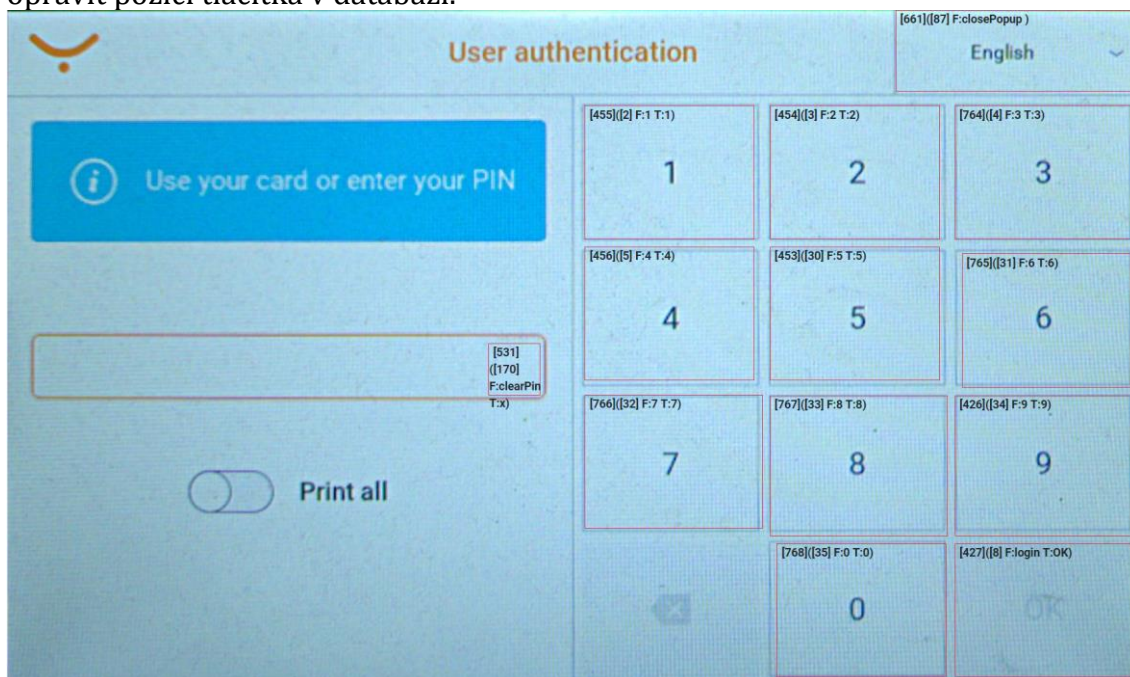 opravit pozici tlačítka v databázi.
[661]([87] F:closePopup )
User authentication
English
[455]([2] F:1 T:1)
[454]([3] F:2 T:2)
[764]([4] F:3 T:3)
i Use your card or enter your PIN
1
2
3
[456]([5] F:4 T:4)
[453]([30] F:5 T:5)
[765]([31] F:6 T:6)
4
5
6
[531]
([170]
F:clearPin
T:x)
[766]([32] F:7 T:7)
[767]([33] F:8 T:8)
[426]([34] F:9 T:9)
7
8
9
Print all
[768]([35] F:0 T:0)
[427]([8] F:login T:OK)
0
OK